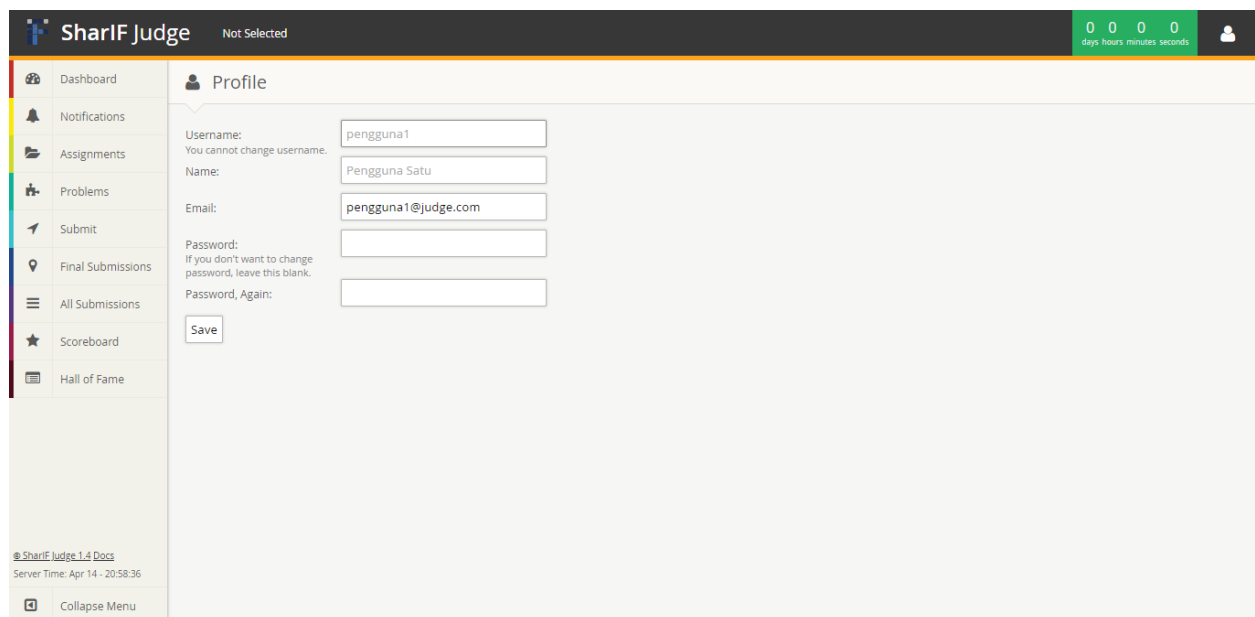 SharIF Judge Not Selected
0 0 0 0
days hours minutes seconds
Dashboard
Notifications
Assignments
Problems
Submit
Final Submissions
All Submissions
Scoreboard
Hall of Fame
© SharIF Judge 1.4 Docs
Server Time: Apr 14 - 20:58:36
Collapse Menu
Profile
Username: pengguna1
You cannot change username.
Name: Pengguna Satu
Email: pengguna1@judge.com
Password:
If you don't want to change
password, leave this blank.
Password, Again:
Save